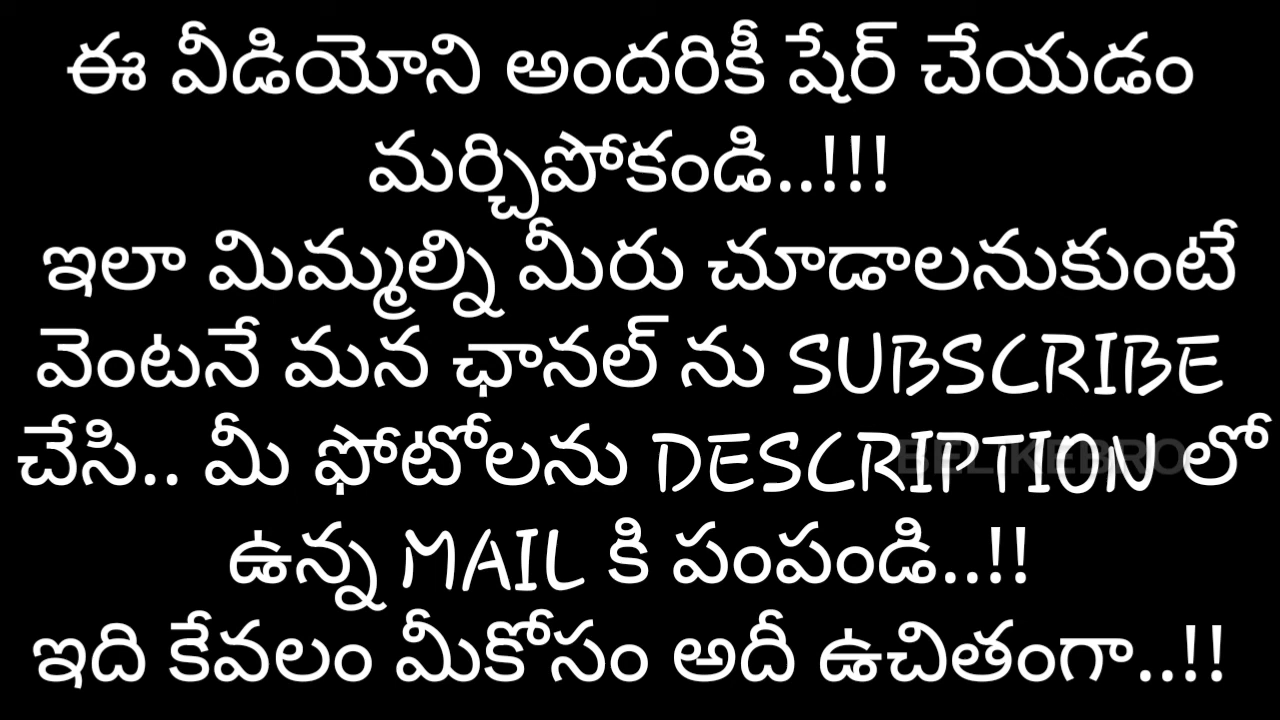 ఈ వీడియోని అందరికీ షేర్ చేయడం
మర్చిపోకండి..!!!
ఇలా మిమ్మల్ని మీరు చూడాలనుకుంటే
వెంటనే మన ఛానల్ ను SUBSCRIBE
చేసి.. మీ ఫోటోలను DESCRIPTION లో
ఉన్న MAIL కి పంపండి..!!
ఇది కేవలం మీకోసం అదీ ఉచితంగా..!!